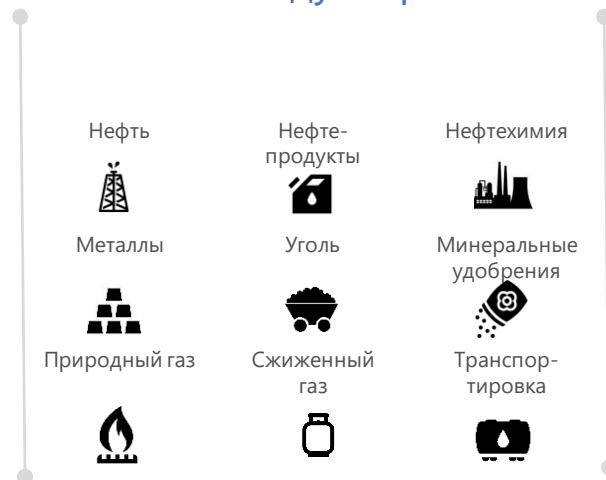 Нефть
Нефте-
продукты
Нефтехимия
Металлы
Уголь
Минеральные
удобрения
Природный газ
Сжиженный
газ
Транспор-
тировка